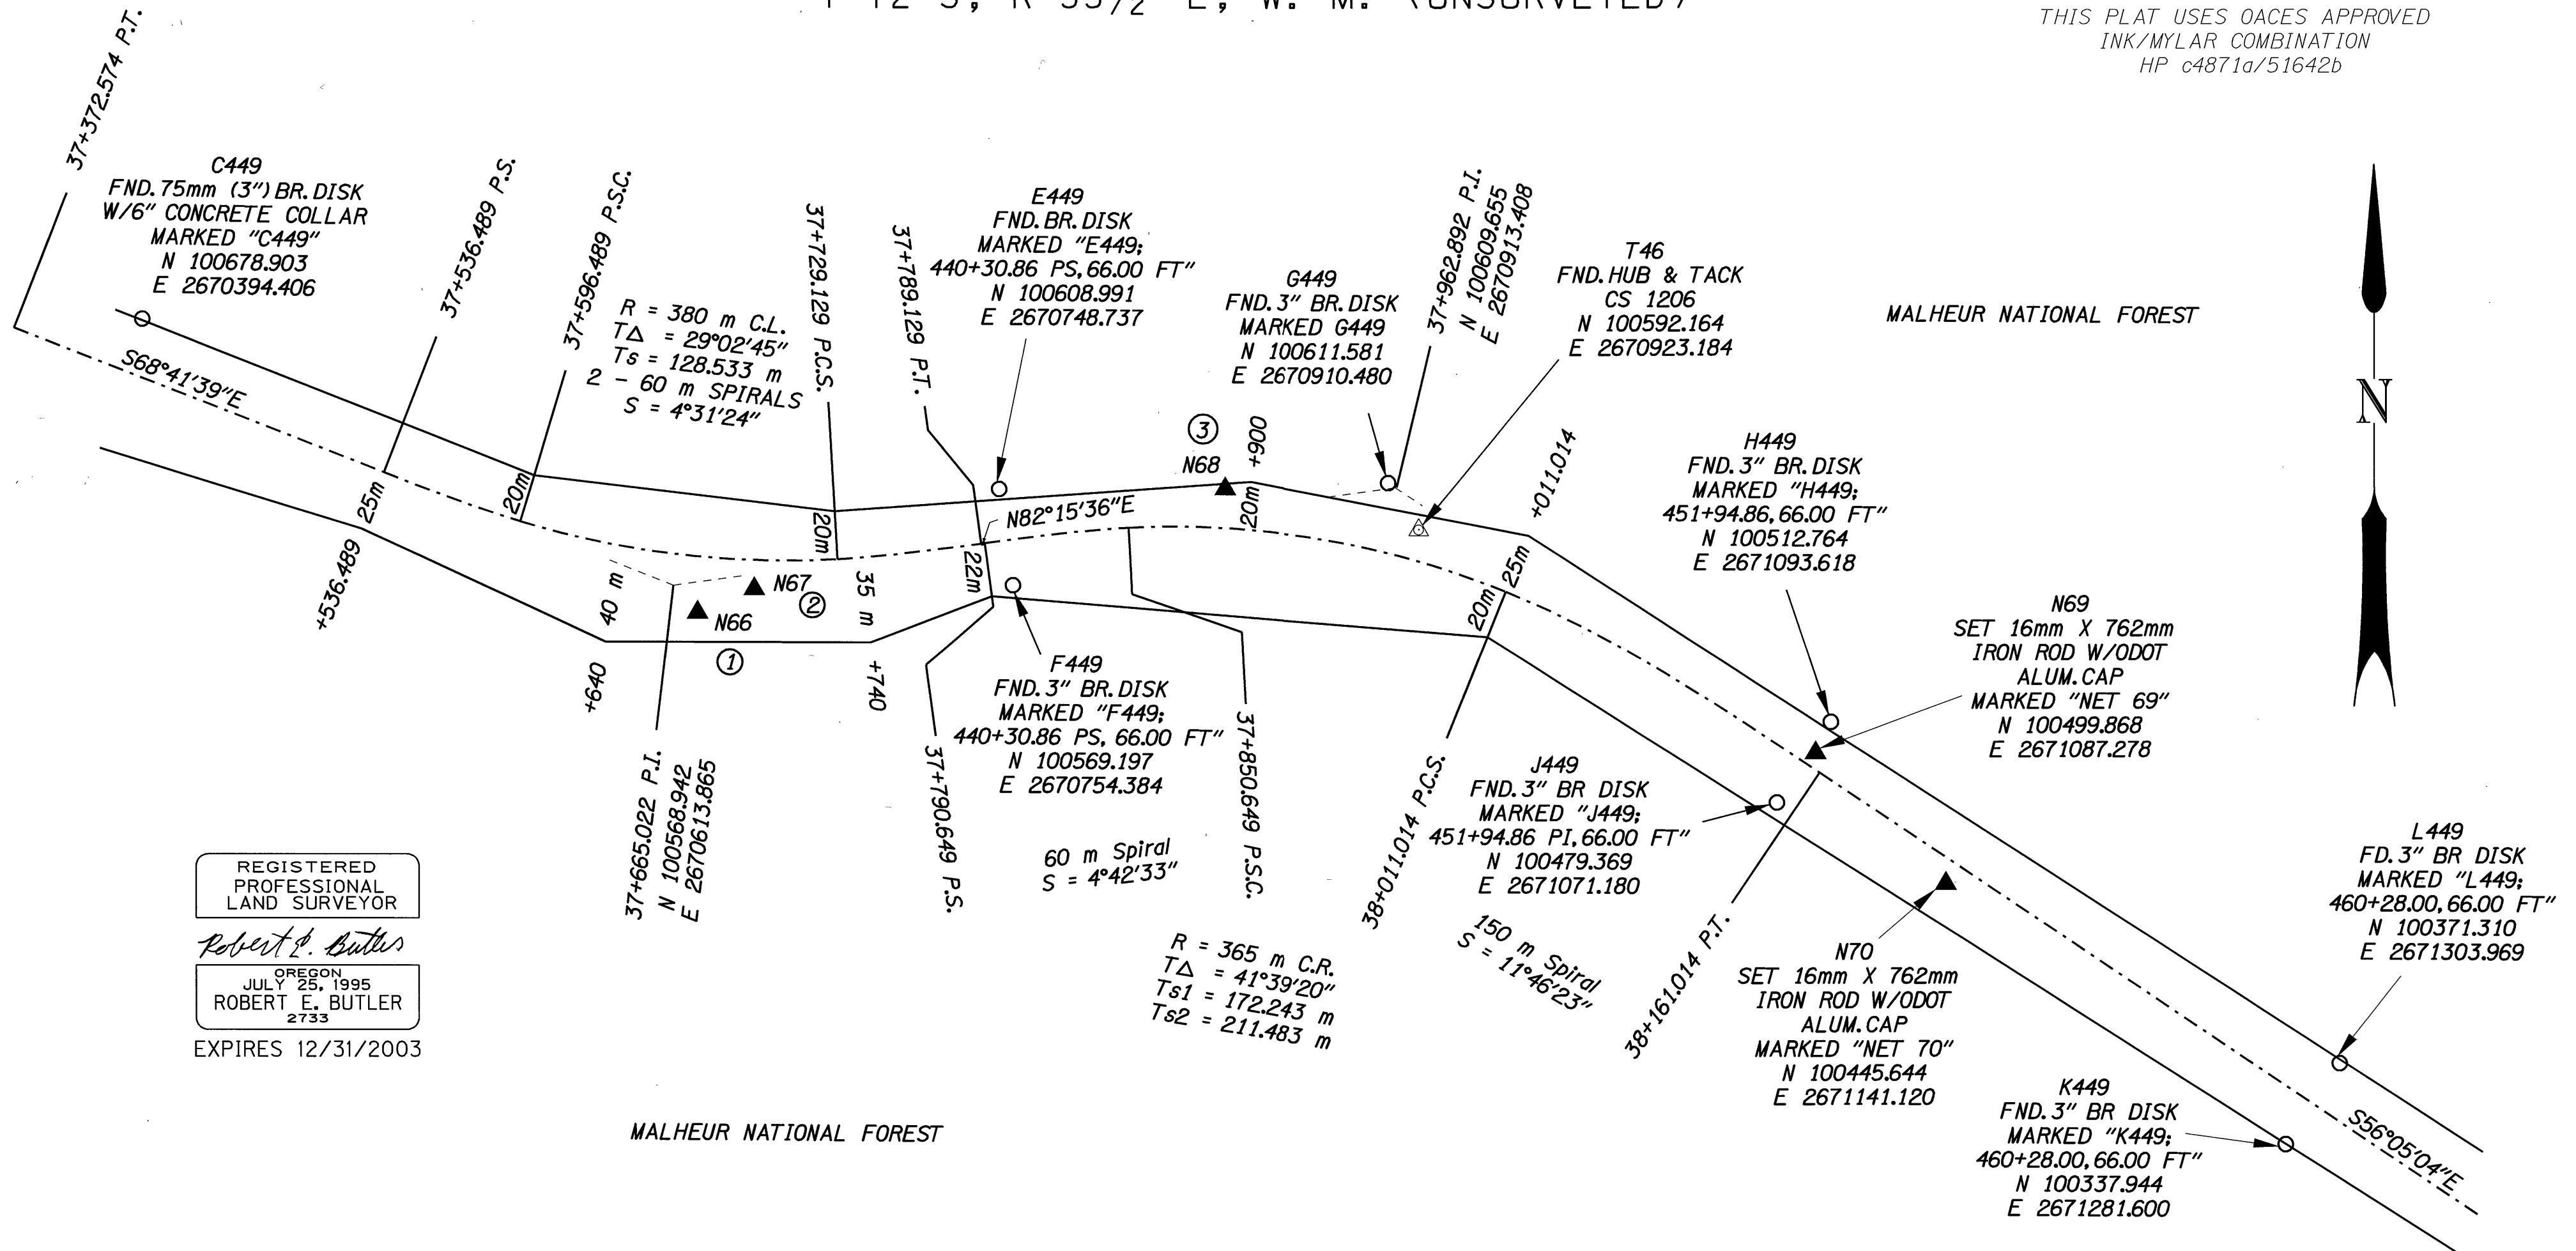 THIS PLAT USES OACES APPROVED
INK/MYLAR COMBINATION
HP c4871a/51642b
37+372.574 P.T.
C449
FND. 75mm (3") BR. DISK
W/6" CONCRETE COLLAR
MARKED "C449"
N 100678.903
E 2670394.406
S68°41'39"E
37+536.489 P.S.
37+596.489 P.S.C.
R = 380 m C.L.
T∆ = 29°02'45"
Ts = 128.533 m
2 - 60 m SPIRALS
S = 4°31'24"
37+729.129 P.C.S.
37+789.129 P.T.
E449
FND. BR. DISK
MARKED "E449;
440+30.86 PS, 66.00 FT"
N 100608.991
E 2670748.737
G449
FND. 3" BR. DISK
MARKED G449
N 100611.581
E 2670910.480
37+962.892 P.I.
N 100609.655
E 2670913.408
T46
FND. HUB & TACK
CS 1206
N 100592.164
E 2670923.184
MALHEUR NATIONAL FOREST
N
3
N68
+900
20m
+011.014
25m
20m
20m
20m
25m
N82°15'36"E
22m
+536.489
40 m
N67
2
N66
35 m
1
+640
+740
H449
FND. 3" BR. DISK
MARKED "H449;
451+94.86, 66.00 FT"
N 100512.764
E 2671093.618
N69
SET 16mm X 762mm
IRON ROD W/ODOT
ALUM. CAP
MARKED "NET 69"
N 100499.868
E 2671087.278
F449
FND. 3" BR. DISK
MARKED "F449;
440+30.86 PS, 66.00 FT"
N 100569.197
E 2670754.384
37+665.022 P.I.
N 100568.942
E 2670613.865
37+790.649 P.S.
60 m Spiral
S = 4°42'33"
37+850.649 P.S.C.
38+011.014 P.C.S.
J449
FND. 3" BR DISK
MARKED "J449;
451+94.86 PI, 66.00 FT"
N 100479.369
E 2671071.180
150 m Spiral
S = 11°46'23"
R = 365 m C.R.
T∆ = 41°39'20"
Ts1 = 172.243 m
Ts2 = 211.483 m
38+161.014 P.T.
N70
SET 16mm X 762mm
IRON ROD W/ODOT
ALUM. CAP
MARKED "NET 70"
N 100445.644
E 2671141.120
L449
FD. 3" BR DISK
MARKED "L449;
460+28.00, 66.00 FT"
N 100371.310
E 2671303.969
K449
FND. 3" BR DISK
MARKED "K449;
460+28.00, 66.00 FT"
N 100337.944
E 2671281.600
S56°05'04"E
REGISTERED
PROFESSIONAL
LAND SURVEYOR
Robert E. Butler
OREGON
JULY 25, 1995
ROBERT E. BUTLER
2733
EXPIRES 12/31/2003
MALHEUR NATIONAL FOREST